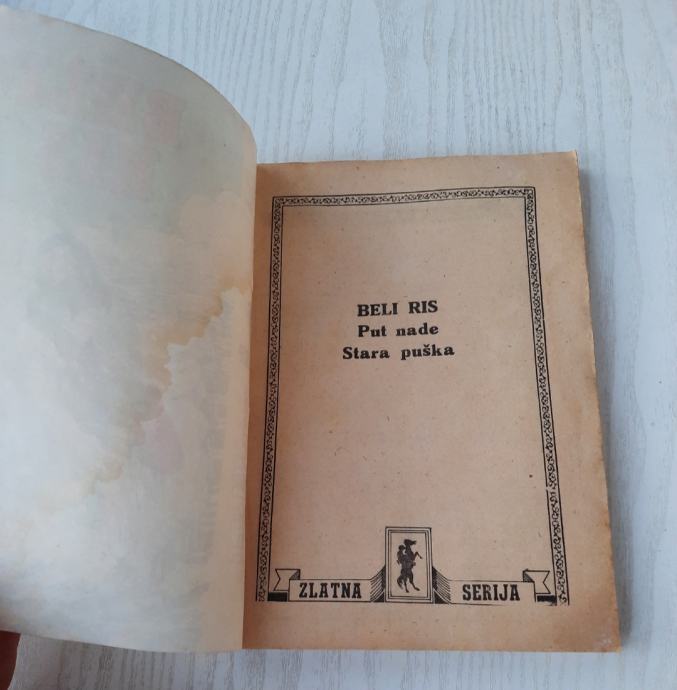 BELI RIS
Put nade
Stara puška
ZLATNA SERIJA